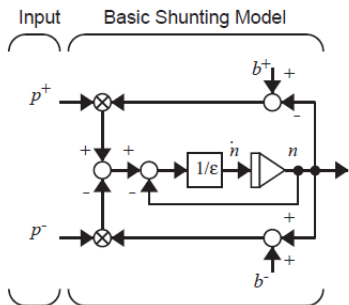 Input
Basic Shunting Model
b+
+
p+
-
+
+
ṅ
n
1/ε
-
-
p-
+
+
b-